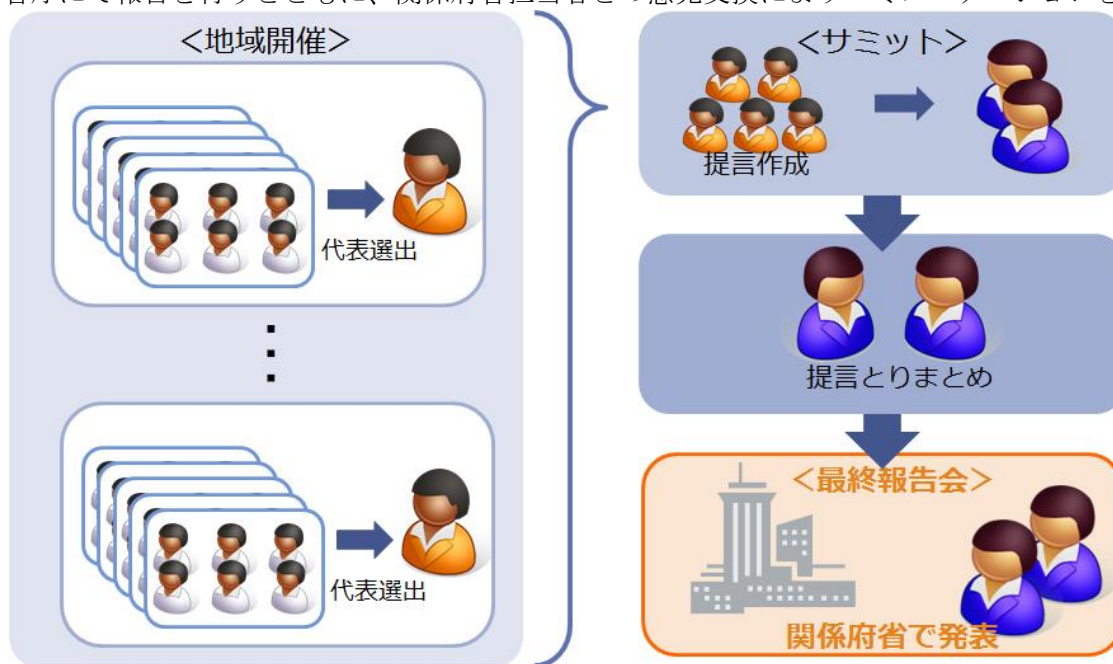 ＜地域開催＞
代表選出
代表選出
＜サミット＞
提言作成
提言とりまとめ
＜最終報告会＞
関係府省で発表